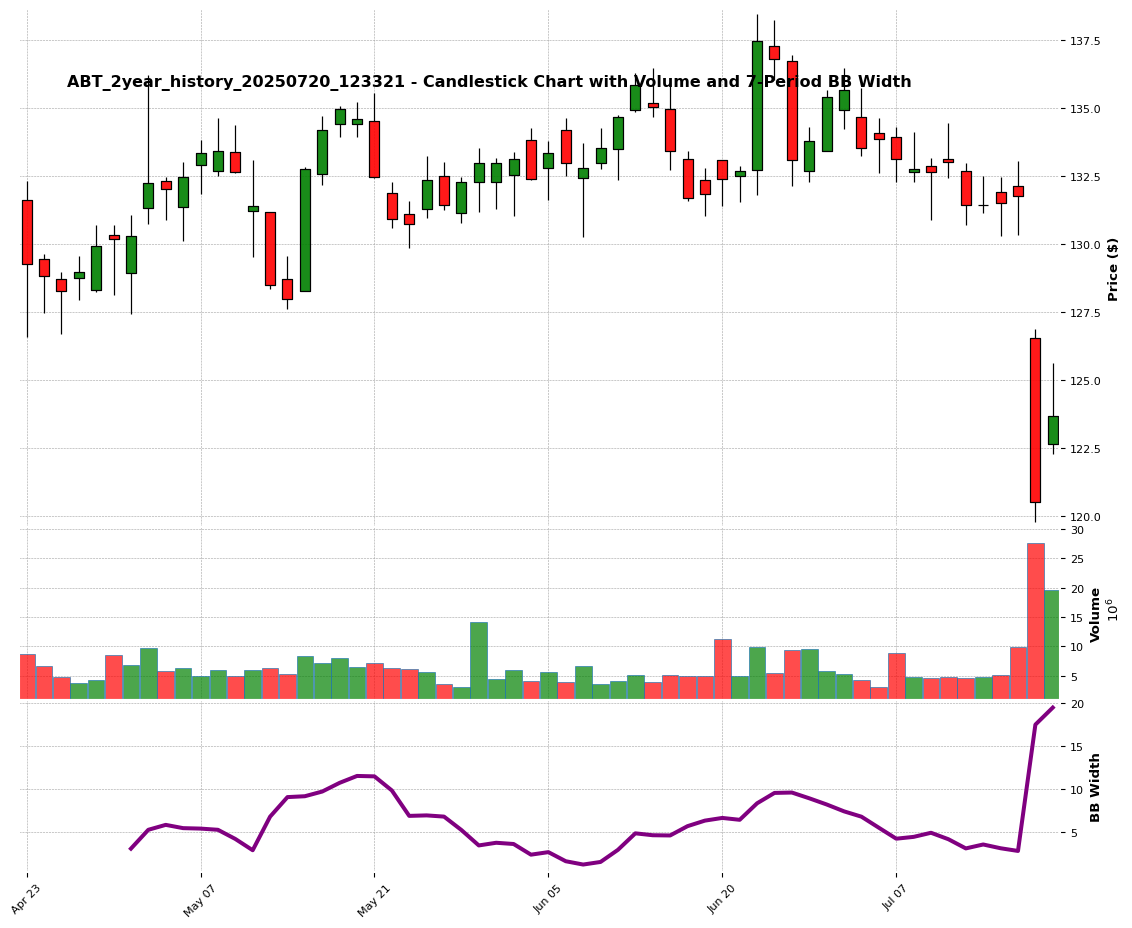 ABT_2year_history_20250720_123321 - Candlestick Chart with Volume and 7-Period BB Width
137.5
135.0
132.5
130.0
127.5
125.0
122.5
120.0
Price ($)
30
25
20
15
10
5
Volume
10^6
20
15
10
5
BB Width
Apr 23
May 07
May 21
Jun 05
Jun 20
Jul 07